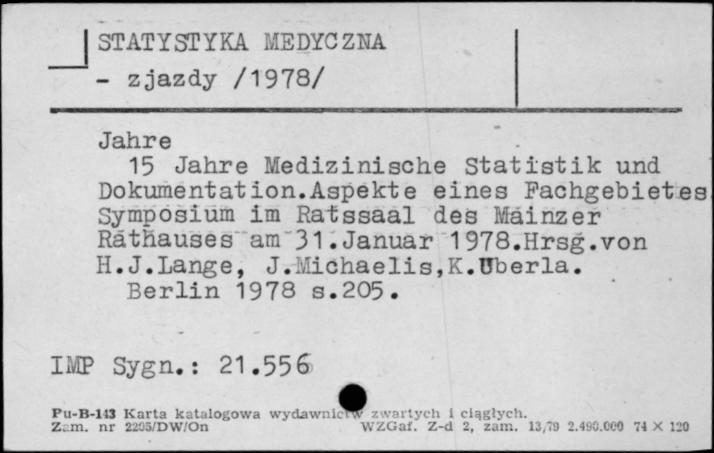 STATYSTYKA MEDYCZNA
- zjazdy /1978/
Jahre
15 Jahre Medizinische Statistik und
Dokumentation.Aspekte eines Fachgebietes.
Symposium im Ratssaal des Mainzer
Rathauses am 31.Januar 1978.Hrsg.von
H.J.Lange, J.Michaelis,K.Uberla.
Berlin 1978 s.205.
IMP Sygn.: 21.556
Pu-B-143 Karta katalogowa wydawnictw zwartych i ciągłych.
Zam. nr 2205/DW/On WZGraf. Z-d 2, zam. 13/79 2.490.000 74 X 120